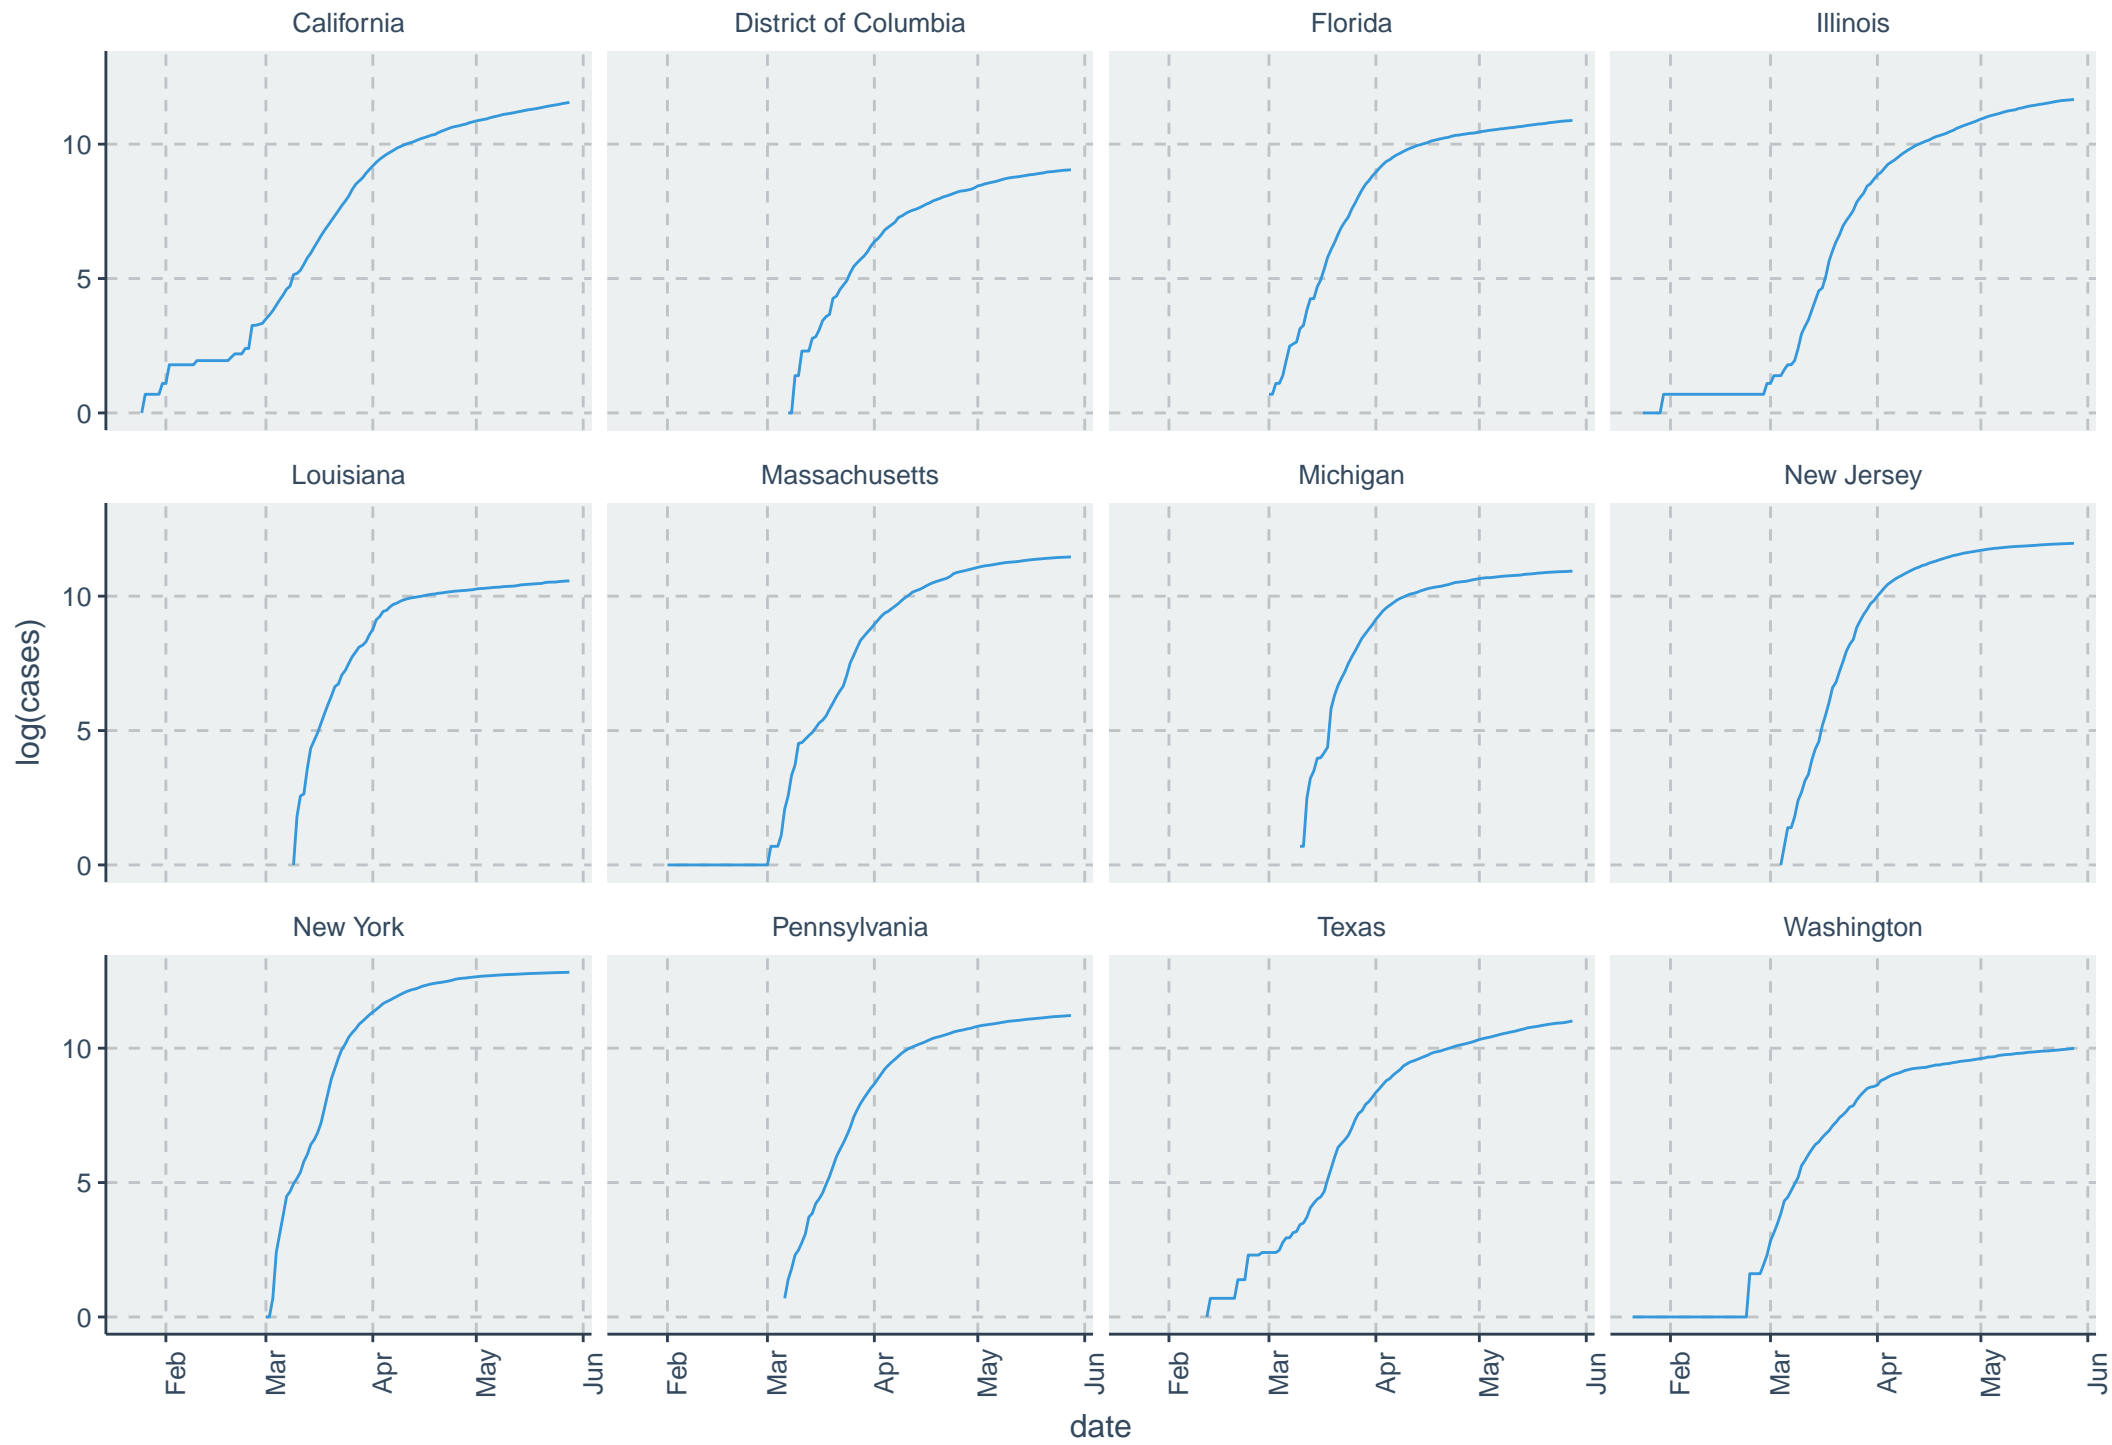 California District of Columbia Florida Illinois
10
5
0
Louisiana Massachusetts Michigan New Jersey
10
5
0
log(cases)
New York Pennsylvania Texas Washington
10
5
0
Feb Mar Apr May Jun Feb Mar Apr May Jun Feb Mar Apr May Jun Feb Mar Apr May Jun
date